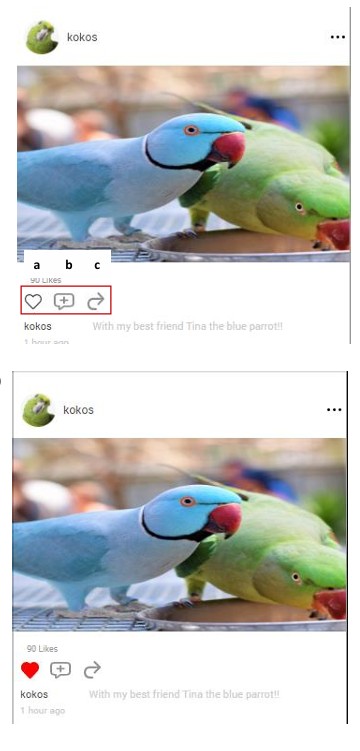 kokos
a b c
90 Likes
kokos With my best friend Tina the blue parrot!!
1 hour ago
kokos
90 Likes
kokos With my best friend Tina the blue parrot!!
1 hour ago